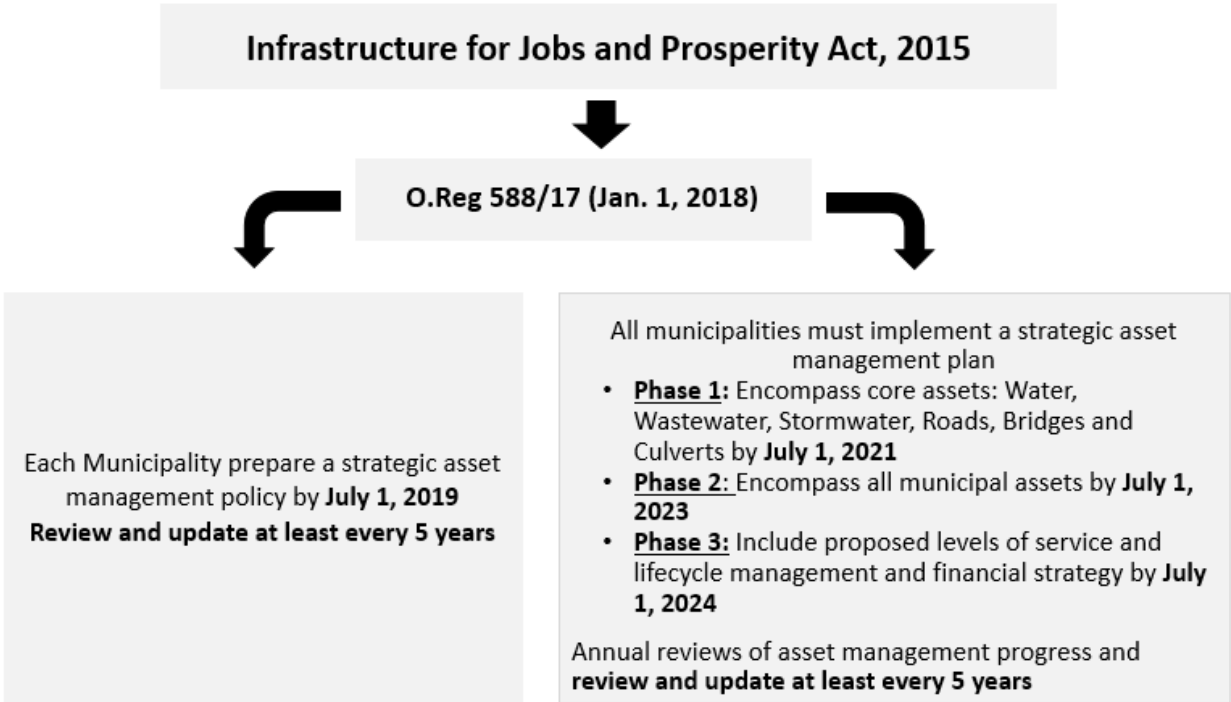 Infrastructure for Jobs and Prosperity Act, 2015
O.Reg 588/17 (Jan. 1, 2018)
Each Municipality prepare a strategic asset
management policy by July 1, 2019
Review and update at least every 5 years
All municipalities must implement a strategic asset
management plan
• Phase 1: Encompass core assets: Water,
Wastewater, Stormwater, Roads, Bridges and
Culverts by July 1, 2021
• Phase 2: Encompass all municipal assets by July 1,
2023
• Phase 3: Include proposed levels of service and
lifecycle management and financial strategy by July
1, 2024
Annual reviews of asset management progress and
review and update at least every 5 years